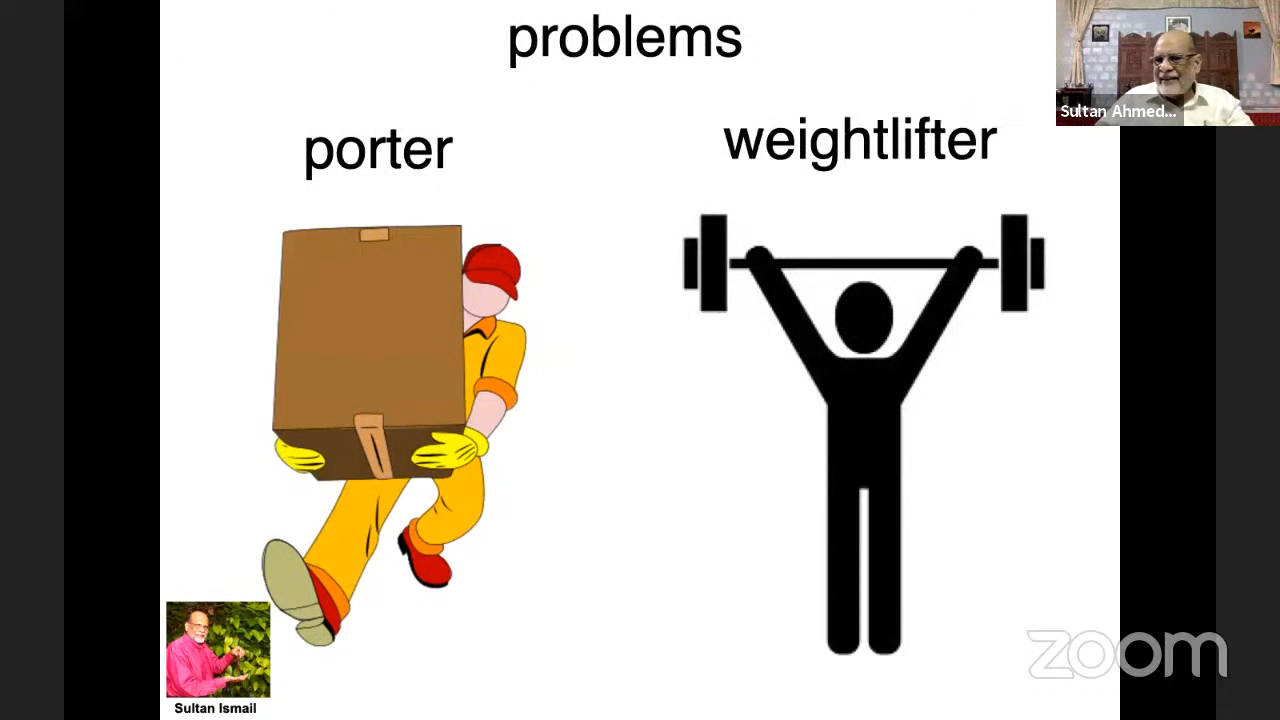 problems
porter
weightlifter
Sultan Ahmed...
Sultan Ismail
zoom